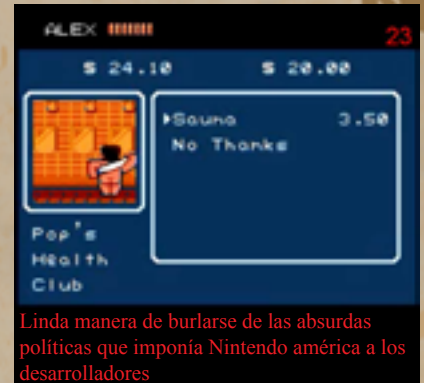 ALEX
23
$ 24.10 $ 20.00
Sauna 3.50
No Thanks
Pop's
Health
Club
Linda manera de burlarse de las absurdas
políticas que imponía Nintendo américa a los
desarrolladores